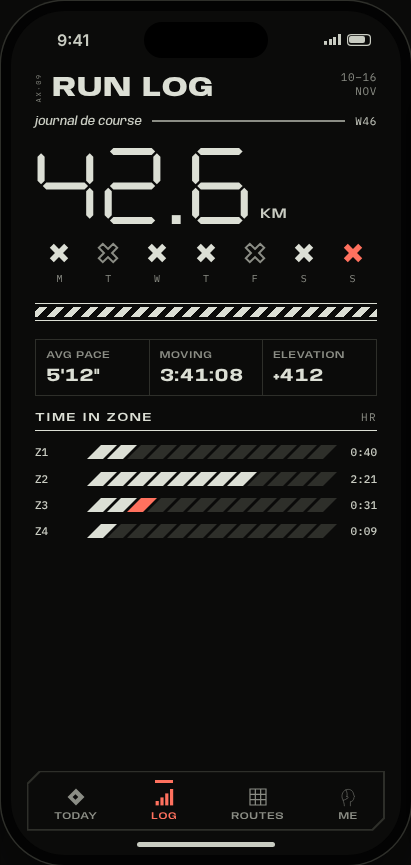 9:41
AX-09
RUN LOG
10–16
NOV
journal de course
W46
42.6 KM
M T W T F S S
AVG PACE MOVING ELEVATION
5'12" 3:41:08 +412
TIME IN ZONE HR
Z1 0:40
Z2 2:21
Z3 0:31
Z4 0:09
TODAY LOG ROUTES ME